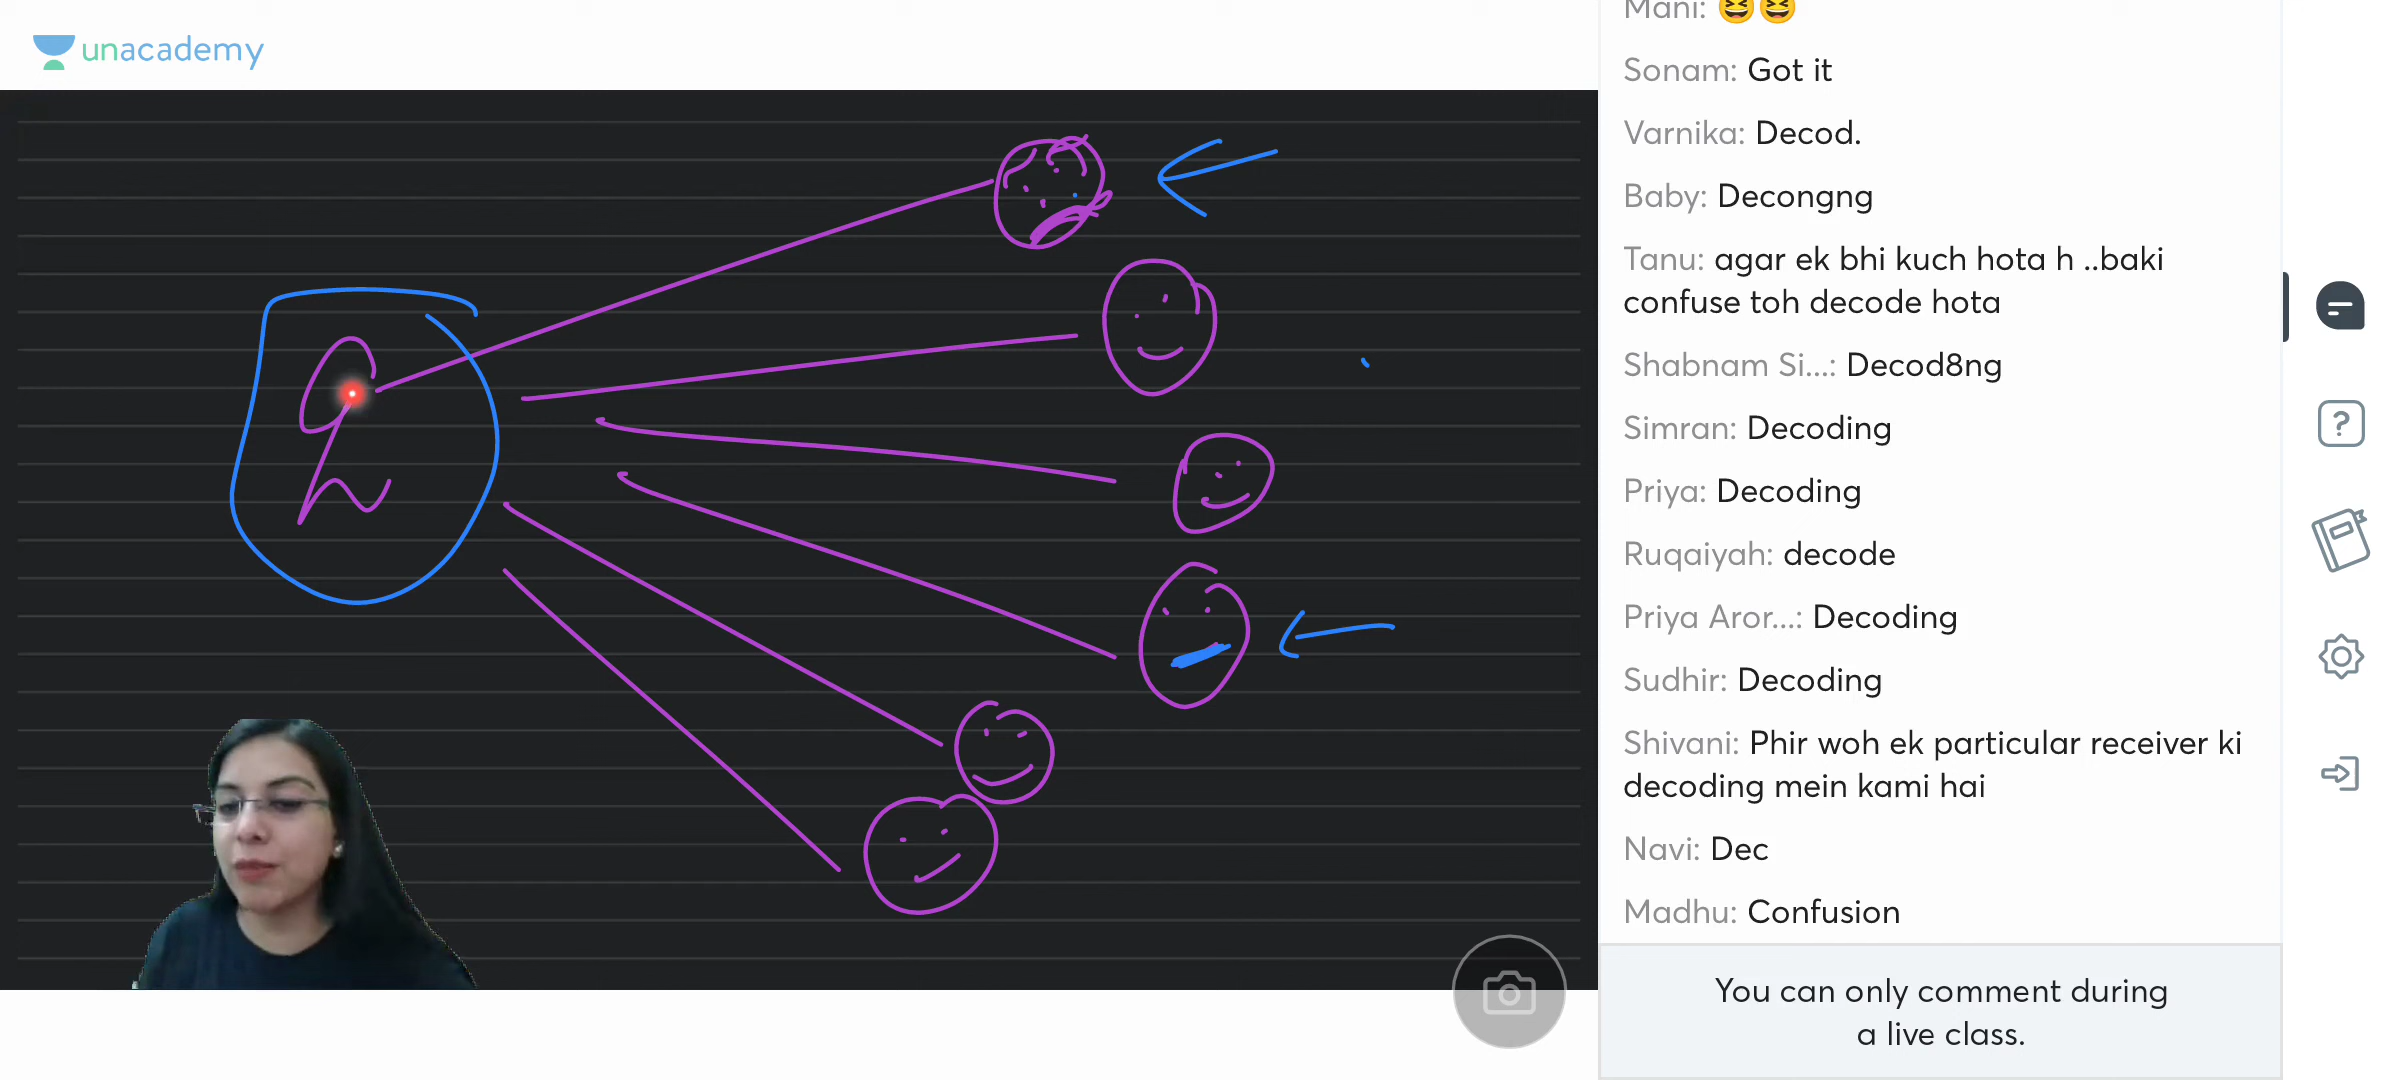 unacademy
Mani: 😆😆
Sonam: Got it
Varnika: Decod.
Baby: Decongng
Tanu: agar ek bhi kuch hota h ..baki
confuse toh decode hota
Shabnam Si...: Decod8ng
Simran: Decoding
Priya: Decoding
Ruqaiyah: decode
Priya Aror...: Decoding
Sudhir: Decoding
Shivani: Phir woh ek particular receiver ki
decoding mein kami hai
Navi: Dec
Madhu: Confusion
You can only comment during
a live class.